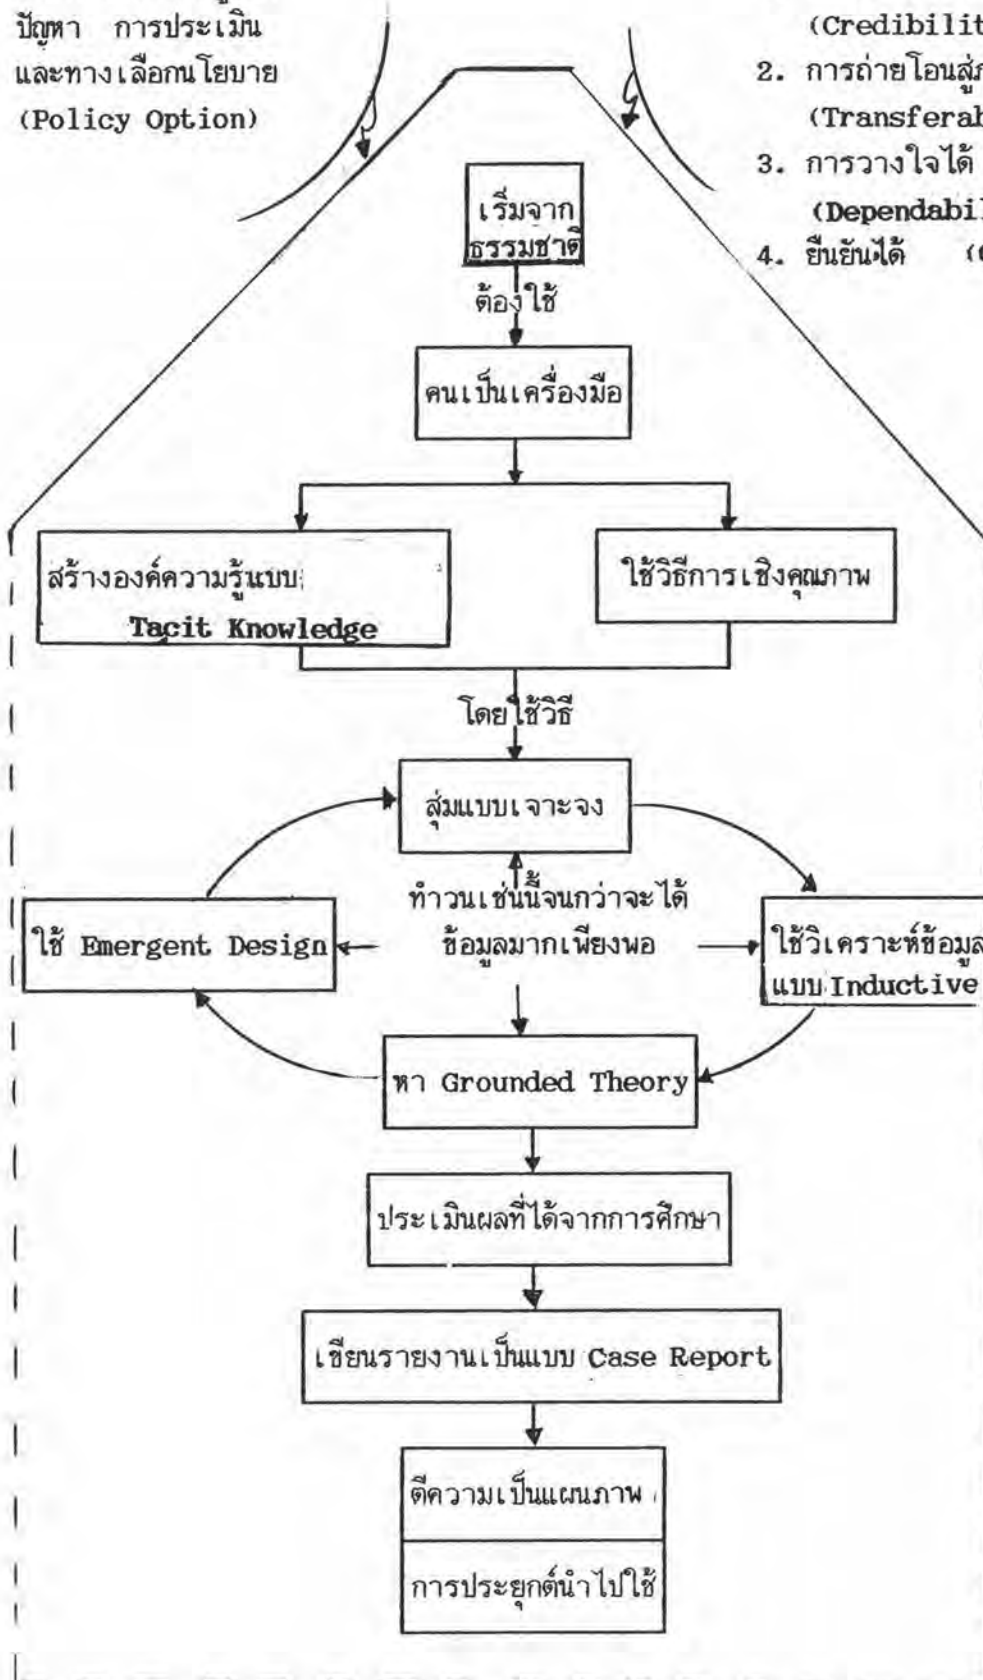 ปัญหา การประเมิน
และทางเลือกนโยบาย
(Policy Option)
(Credibilit
2. การถ่ายโอนสู่
(Transferab
3. การวางใจได้
(Dependabil
4. ยืนยันได้
เริ่มจาก
ธรรมชาติ
ต้องใช้
คนเป็นเครื่องมือ
สร้างองค์ความรู้แบบ
Tacit Knowledge
ใช้วิธีการเชิงคุณภาพ
โดยใช้วิธี
สุ่มแบบเจาะจง
ทำวนเช่นนี้จนกว่าจะได้
ข้อมูลมากเพียงพอ
ใช้ Emergent Design
ใช้วิเคราะห์ข้อมูล
แบบ Inductive
หา Grounded Theory
ประเมินผลที่ได้จากการศึกษา
เขียนรายงานเป็นแบบ Case Report
ตีความเป็นแผนภาพ
การประยุกต์นำไปใช้